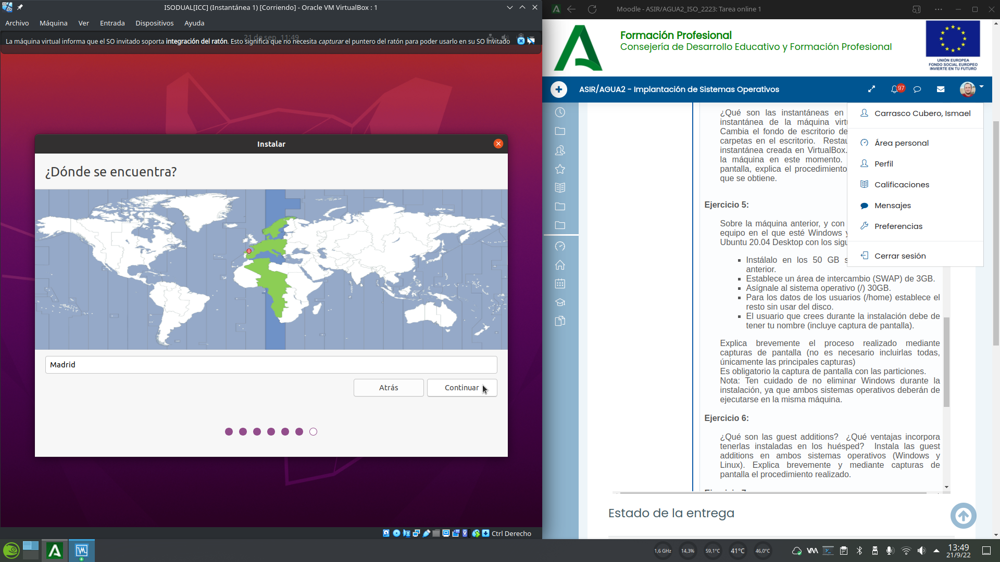 ISODUAL[ICC] (Instantánea 1) [Corriendo] - Oracle VM VirtualBox : 1
Archivo Máquina Ver Entrada Dispositivos Ayuda
21 de sep 11:49
La máquina virtual informa que el SO invitado soporta integración del ratón. Esto significa que no necesita capturar el puntero del ratón para poder usarlo en su SO invitado
Instalar
¿Dónde se encuentra?
Madrid
Atrás
Continuar
Ctrl Derecho
Moodle - ASIR/AGUA2_ISO_2223: Tarea online 1
Formación Profesional
Consejería de Desarrollo Educativo y Formación Profesional
UNIÓN EUROPEA
FONDO SOCIAL EUROPEO
INVIERTE EN TU FUTURO
ASIR/AGUA2 - Implantación de Sistemas Operativos
97
¿Qué son las instantáneas en
instantánea de la máquina virtu
Cambia el fondo de escritorio de
carpetas en el escritorio. Restau
instantánea creada en VirtualBox.
la máquina en este momento.
pantalla, explica el procedimiento
que se obtiene.
Carrasco Cubero, Ismael
Área personal
Perfil
Calificaciones
Mensajes
Preferencias
Cerrar sesión
Ejercicio 5:
Sobre la máquina anterior, y con
equipo en el que esté Windows y
Ubuntu 20.04 Desktop con los sigu
Instálalo en los 50 GB s
anterior.
Establece un área de intercambio (SWAP) de 3GB.
Asígnale al sistema operativo (/) 30GB.
Para los datos de los usuarios (/home) establece el
resto sin usar del disco.
El usuario que crees durante la instalación debe de
tener tu nombre (incluye captura de pantalla).
Explica brevemente el proceso realizado mediante
capturas de pantalla (no es necesario incluirlas todas,
únicamente las principales capturas)
Es obligatorio la captura de pantalla con las particiones.
Nota: Ten cuidado de no eliminar Windows durante la
instalación, ya que ambos sistemas operativos deberán de
ejecutarse en la misma máquina.
Ejercicio 6:
¿Qué son las guest additions? ¿Qué ventajas incorpora
tenerlas instaladas en los huésped? Instala las guest
additions en ambos sistemas operativos (Windows y
Linux). Explica brevemente y mediante capturas de
pantalla el procedimiento realizado.
Estado de la entrega
1,6 GHz
14,3%
59,1°C
41°C
46,0°C
13:49
21/9/22